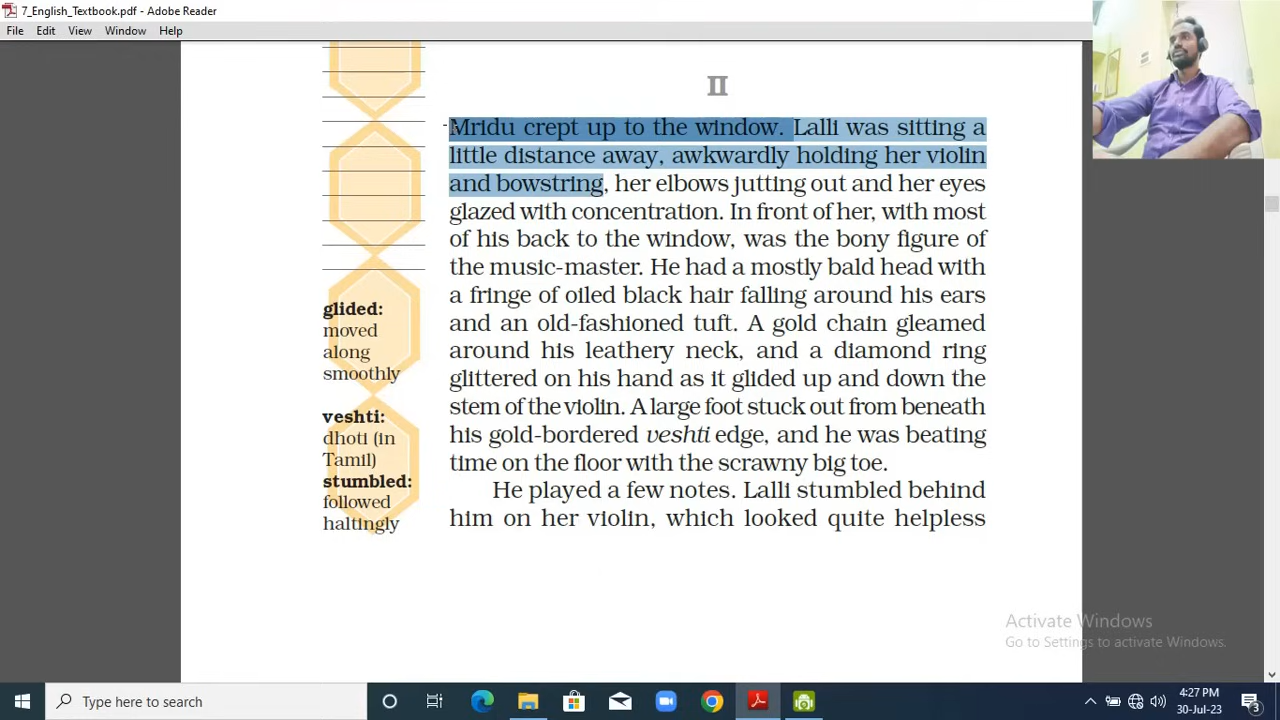 7_English_Textbook.pdf - Adobe Reader
File Edit View Window Help
II
Mridu crept up to the window. Lalli was sitting a
little distance away, awkwardly holding her violin
and bowstring, her elbows jutting out and her eyes
glazed with concentration. In front of her, with most
of his back to the window, was the bony figure of
the music-master. He had a mostly bald head with
a fringe of oiled black hair falling around his ears
and an old-fashioned tuft. A gold chain gleamed
around his leathery neck, and a diamond ring
glittered on his hand as it glided up and down the
stem of the violin. A large foot stuck out from beneath
his gold-bordered veshti edge, and he was beating
time on the floor with the scrawny big toe.
He played a few notes. Lalli stumbled behind
him on her violin, which looked quite helpless
glided:
moved
along
smoothly
veshti:
dhoti (in
Tamil)
stumbled:
followed
haltingly
Activate Windows
Go to Settings to activate Windows.
Type here to search
4:27 PM
30-Jul-23
3